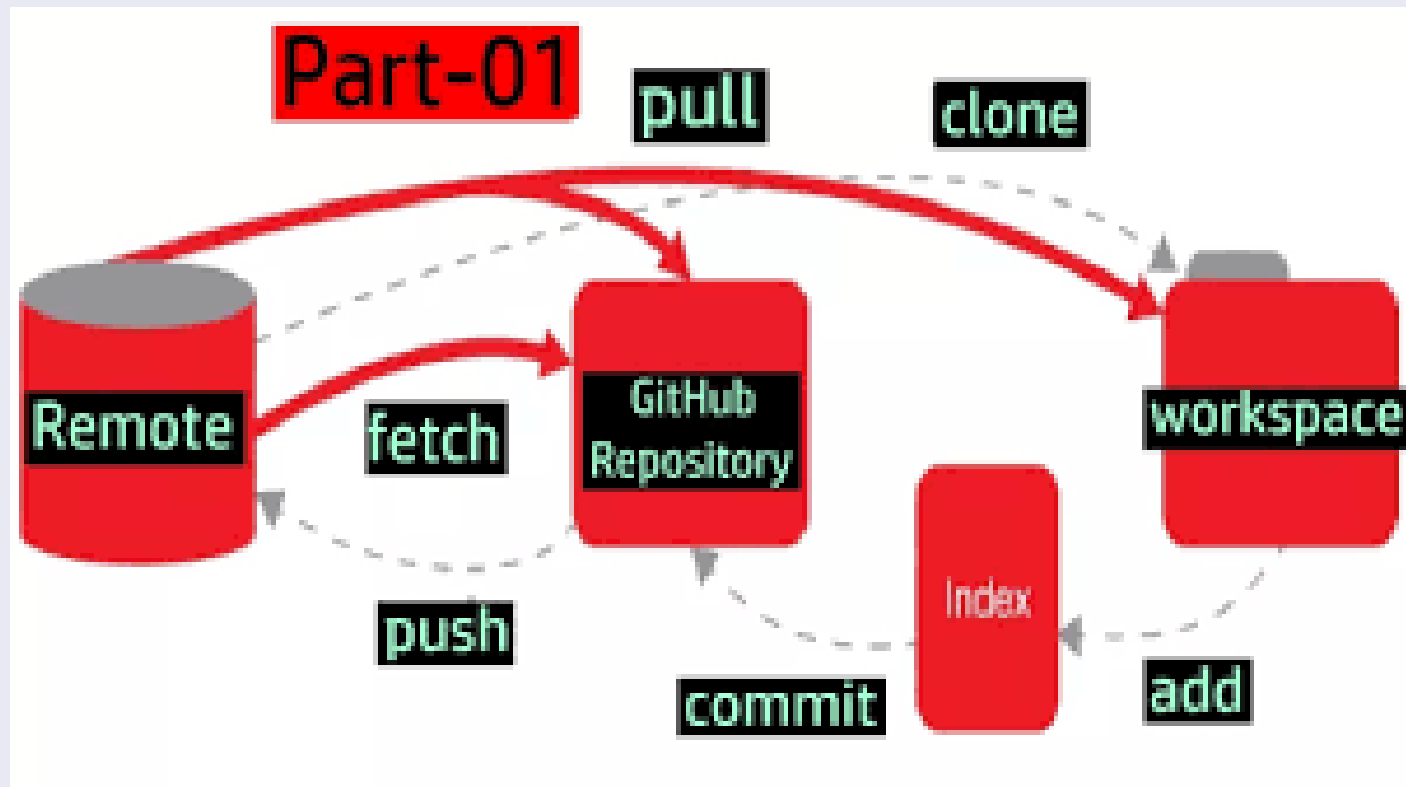 Part-01
pull
clone
Remote
fetch
GitHub
Repository
workspace
Index
push
commit
add